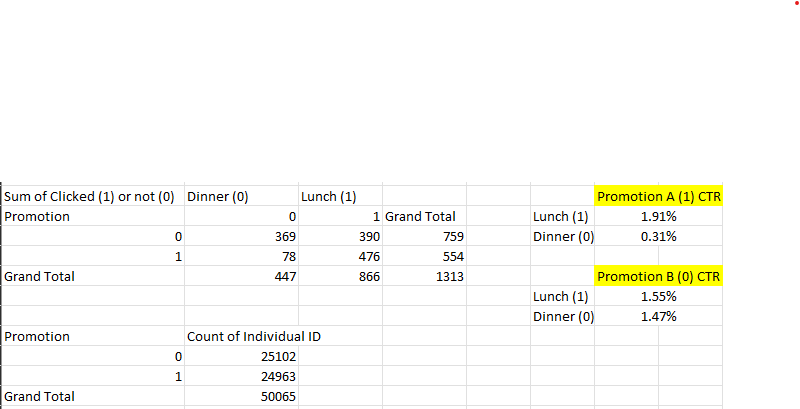 Sum of Clicked (1) or not (0) Dinner (0) Lunch (1) Promotion A (1) CTR
Promotion 0 1 Grand Total Lunch (1) 1.91%
0 369 390 759 Dinner (0) 0.31%
1 78 476 554
Grand Total 447 866 1313 Promotion B (0) CTR
Lunch (1) 1.55%
Dinner (0) 1.47%
Promotion Count of Individual ID
0 25102
1 24963
Grand Total 50065